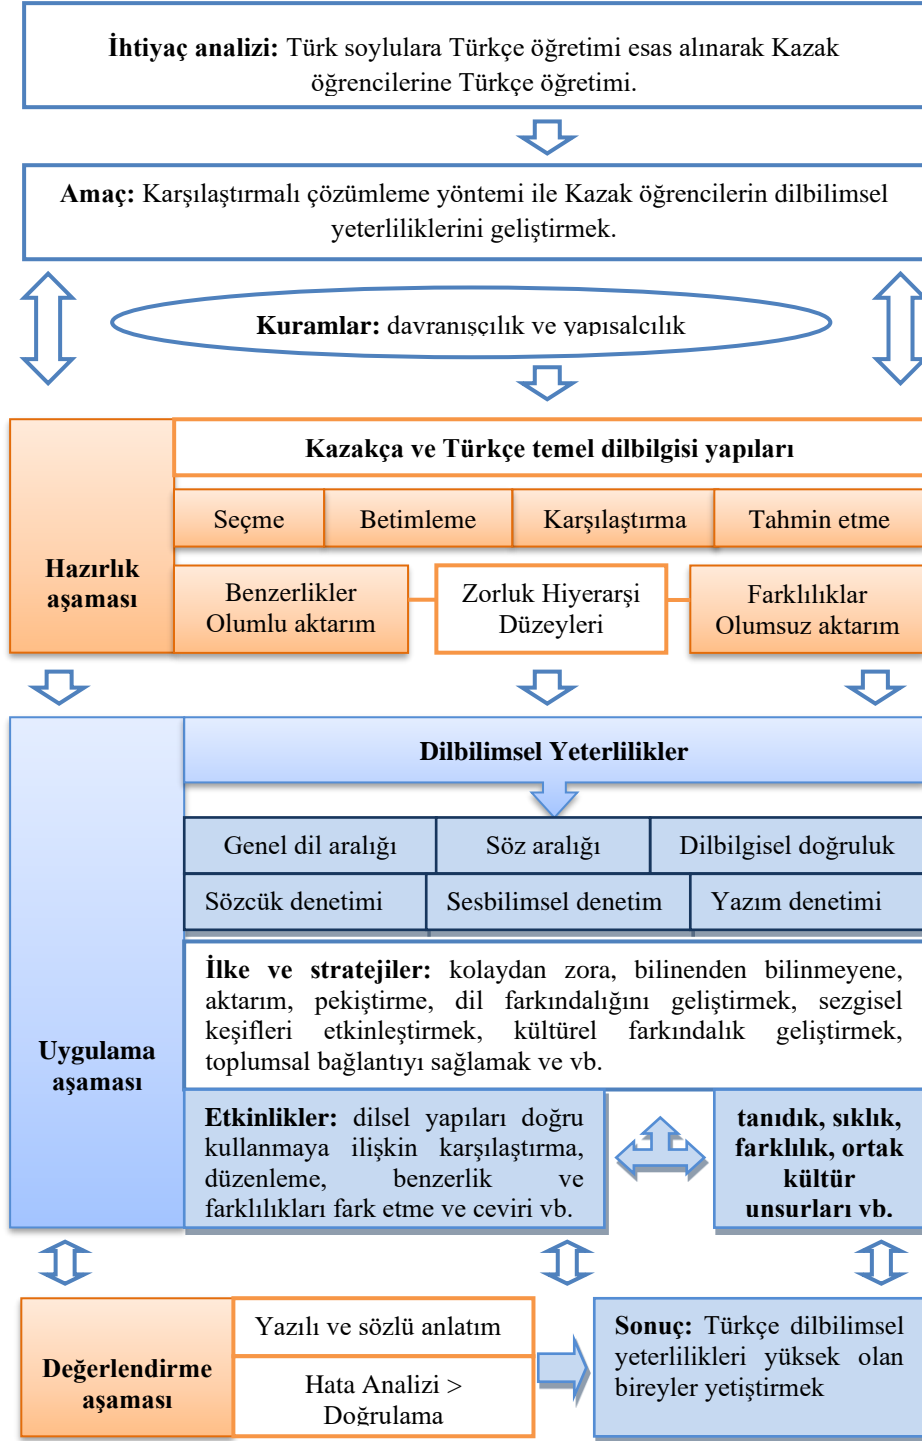 İhtiyaç analizi: Türk soylulara Türkçe öğretimi esas alınarak Kazak
öğrencilerine Türkçe öğretimi.
Amaç: Karşılaştırmalı çözümleme yöntemi ile Kazak öğrencilerin dilbilimsel
yeterliliklerini geliştirmek.
Kuramlar: davranışçılık ve yapısalcılık
Hazırlık
aşaması
Kazakça ve Türkçe temel dilbilgisi yapıları
Seçme
Betimleme
Karşılaştırma
Tahmin etme
Benzerlikler
Olumlu aktarım
Zorluk Hiyerarşi
Düzeyleri
Farklılıklar
Olumsuz aktarım
Uygulama
aşaması
Dilbilimsel Yeterlilikler
Genel dil aralığı
Söz aralığı
Dilbilgisel doğruluk
Sözcük denetimi
Sesbilimsel denetim
Yazım denetimi
İlke ve stratejiler: kolaydan zora, bilinenden bilinmeyene,
aktarım, pekiştirme, dil farkındalığını geliştirmek, sezgisel
keşifleri etkinleştirmek, kültürel farkındalık geliştirmek,
toplumsal bağlantıyı sağlamak ve vb.
Etkinlikler: dilsel yapıları doğru
kullanmaya ilişkin karşılaştırma,
düzenleme, benzerlik ve
farklılıkları fark etme ve ceviri vb.
tanıdık, sıklık,
farklılık, ortak
kültür
unsurları vb.
Değerlendirme
aşaması
Yazılı ve sözlü anlatım
Hata Analizi >
Doğrulama
Sonuç: Türkçe dilbilimsel
yeterlilikleri yüksek olan
bireyler yetiştirmek